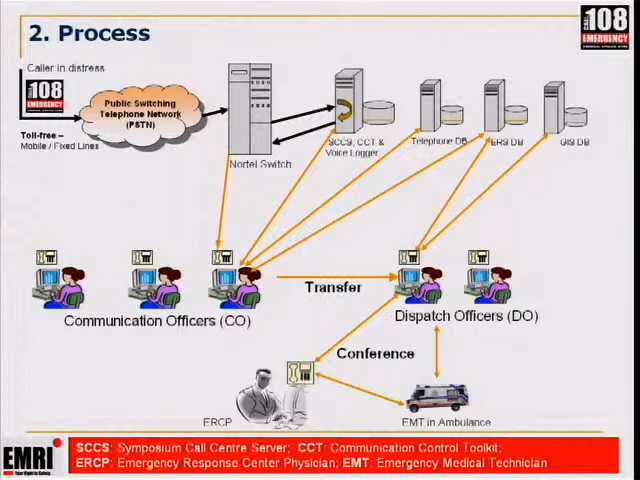 2. Process
CALL 108
EMERGENCY
Caller in distress
108
EMERGENCY
Public Switching
Telephone Network
(PSTN)
Toll-free –
Mobile / Fixed Lines
Nortel Switch
SCCS, CCT &
Voice Logger
Telephone DB
ERS DB
GIS DB
Transfer
Communication Officers (CO)
Dispatch Officers (DO)
Conference
ERCP
EMT in Ambulance
EMRI
SCCS: Symposium Call Centre Server; CCT: Communication Control Toolkit;
ERCP: Emergency Response Center Physician; EMT: Emergency Medical Technician